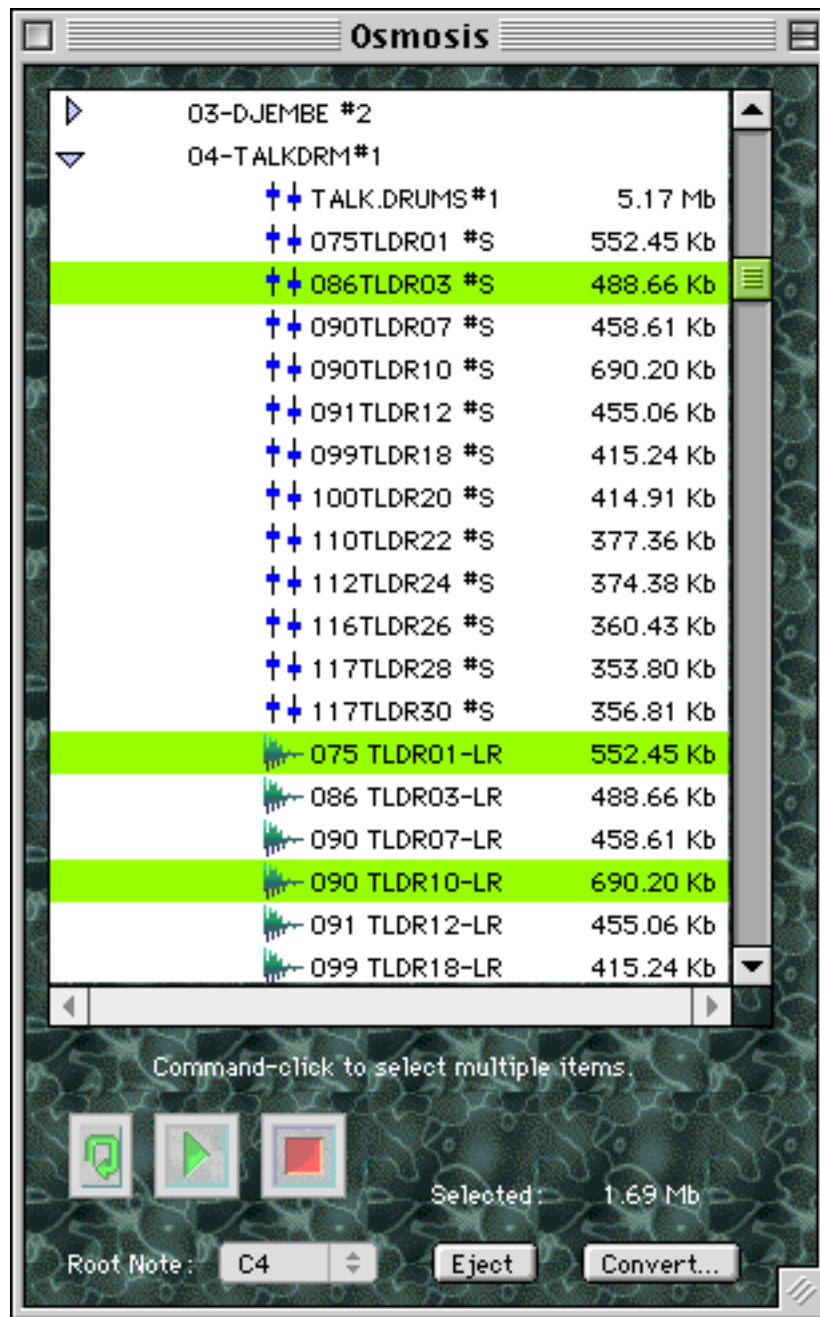 Osmosis
03-DJEMBE #2
04-TALKDRM#1
TALK.DRUMS#1 5.17 Mb
075TLDR01 #S 552.45 Kb
086TLDR03 #S 488.66 Kb
090TLDR07 #S 458.61 Kb
090TLDR10 #S 690.20 Kb
091TLDR12 #S 455.06 Kb
099TLDR18 #S 415.24 Kb
100TLDR20 #S 414.91 Kb
110TLDR22 #S 377.36 Kb
112TLDR24 #S 374.38 Kb
116TLDR26 #S 360.43 Kb
117TLDR28 #S 353.80 Kb
117TLDR30 #S 356.81 Kb
075 TLDR01-LR 552.45 Kb
086 TLDR03-LR 488.66 Kb
090 TLDR07-LR 458.61 Kb
090 TLDR10-LR 690.20 Kb
091 TLDR12-LR 455.06 Kb
099 TLDR18-LR 415.24 Kb
Command-click to select multiple items.
Selected: 1.69 Mb
Root Note: C4 Eject Convert...